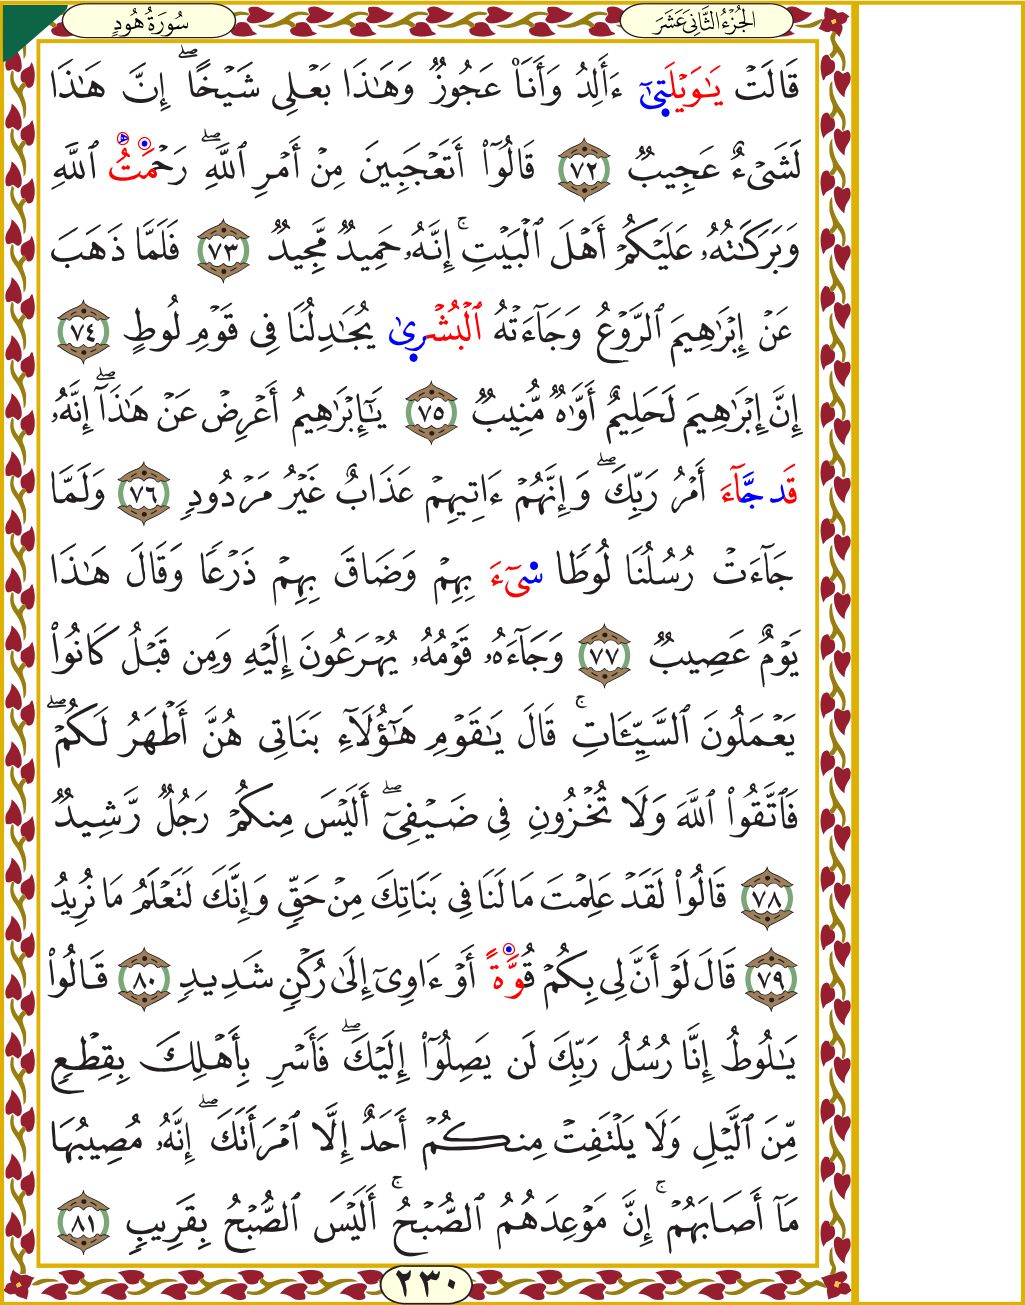 الجُزْءُ الثَّانِيَ عَشَرَ
سُورَةُ هُودٍ
قَالَتْ يَٰوَيْلَتِىٰٓ ءَأَلِدُ وَأَنَا۠ عَجُوزٌ وَهَٰذَا بَعْلِى شَيْخًاۖ إِنَّ هَٰذَا
لَشَىْءٌ عَجِيبٌ ٧٢ قَالُوٓا۟ أَتَعْجَبِينَ مِنْ أَمْرِ ٱللَّهِۖ رَحْمَتُ ٱللَّهِ
وَبَرَكَٰتُهُۥ عَلَيْكُمْ أَهْلَ ٱلْبَيْتِۚ إِنَّهُۥ حَمِيدٌ مَّجِيدٌ ٧٣ فَلَمَّا ذَهَبَ
عَنْ إِبْرَٰهِيمَ ٱلرَّوْعُ وَجَآءَتْهُ ٱلْبُشْرِىٰ يُجَٰدِلُنَا فِى قَوْمِ لُوطٍ ٧٤
إِنَّ إِبْرَٰهِيمَ لَحَلِيمٌ أَوَّٰهٌ مُّنِيبٌ ٧٥ يَٰٓإِبْرَٰهِيمُ أَعْرِضْ عَنْ هَٰذَآۖ إِنَّهُۥ
قَد جَّآءَ أَمْرُ رَبِّكَۖ وَإِنَّهُمْ ءَاتِيهِمْ عَذَابٌ غَيْرُ مَرْدُودٍ ٧٦ وَلَمَّا
جَآءَتْ رُسُلُنَا لُوطًا سِىٓءَ بِهِمْ وَضَاقَ بِهِمْ ذَرْعًا وَقَالَ هَٰذَا
يَوْمٌ عَصِيبٌ ٧٧ وَجَآءَهُۥ قَوْمُهُۥ يُهْرَعُونَ إِلَيْهِ وَمِن قَبْلُ كَانُوا۟
يَعْمَلُونَ ٱلسَّيِّـَٔاتِۚ قَالَ يَٰقَوْمِ هَٰٓؤُلَآءِ بَنَاتِى هُنَّ أَطْهَرُ لَكُمْۖ
فَٱتَّقُوا۟ ٱللَّهَ وَلَا تُخْزُونِ فِى ضَيْفِىٓۖ أَلَيْسَ مِنكُمْ رَجُلٌ رَّشِيدٌ
٧٨ قَالُوا۟ لَقَدْ عَلِمْتَ مَا لَنَا فِى بَنَاتِكَ مِنْ حَقٍّ وَإِنَّكَ لَتَعْلَمُ مَا نُرِيدُ
٧٩ قَالَ لَوْ أَنَّ لِى بِكُمْ قُوَّةً أَوْ ءَاوِىٓ إِلَىٰ رُكْنٍ شَدِيدٍ ٨٠ قَالُوا۟
يَٰلُوطُ إِنَّا رُسُلُ رَبِّكَ لَن يَصِلُوٓا۟ إِلَيْكَۖ فَأَسْرِ بِأَهْلِكَ بِقِطْعٍ
مِّنَ ٱلَّيْلِ وَلَا يَلْتَفِتْ مِنكُمْ أَحَدٌ إِلَّا ٱمْرَأَتَكَۖ إِنَّهُۥ مُصِيبُهَا
مَآ أَصَابَهُمْۚ إِنَّ مَوْعِدَهُمُ ٱلصُّبْحُۚ أَلَيْسَ ٱلصُّبْحُ بِقَرِيبٍ ٨١
٢٣٠